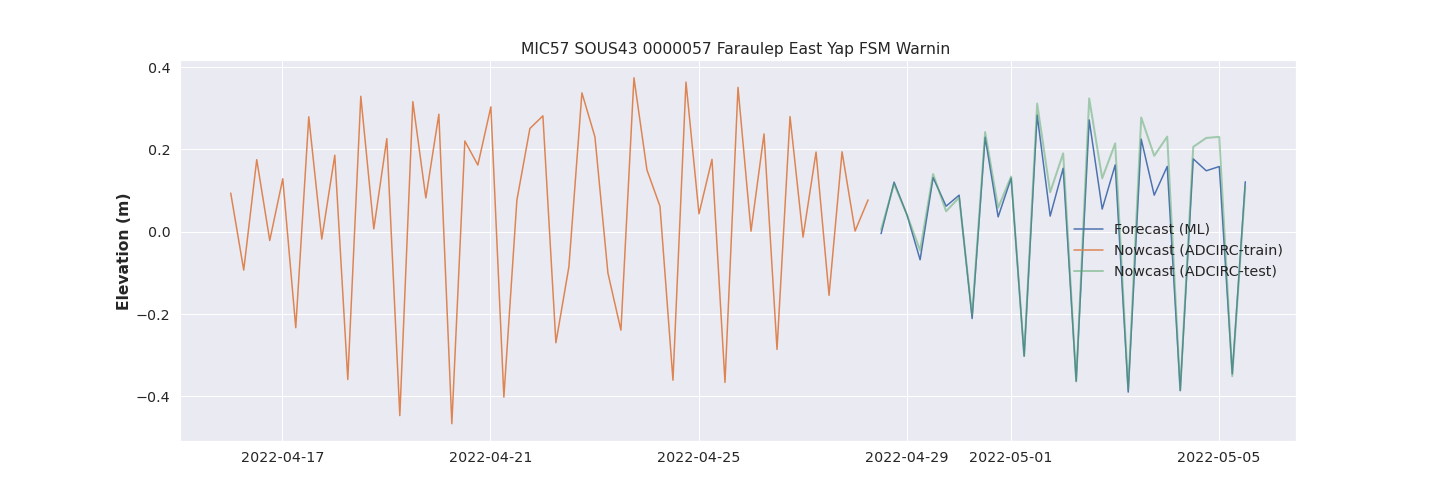 MIC57 SOUS43 0000057 Faraulep East Yap FSM Warnin
0.4
0.2
0.0
−0.2
−0.4
Elevation (m)
Forecast (ML)
Nowcast (ADCIRC-train)
Nowcast (ADCIRC-test)
2022-04-17 2022-04-21 2022-04-25 2022-04-29 2022-05-01 2022-05-05